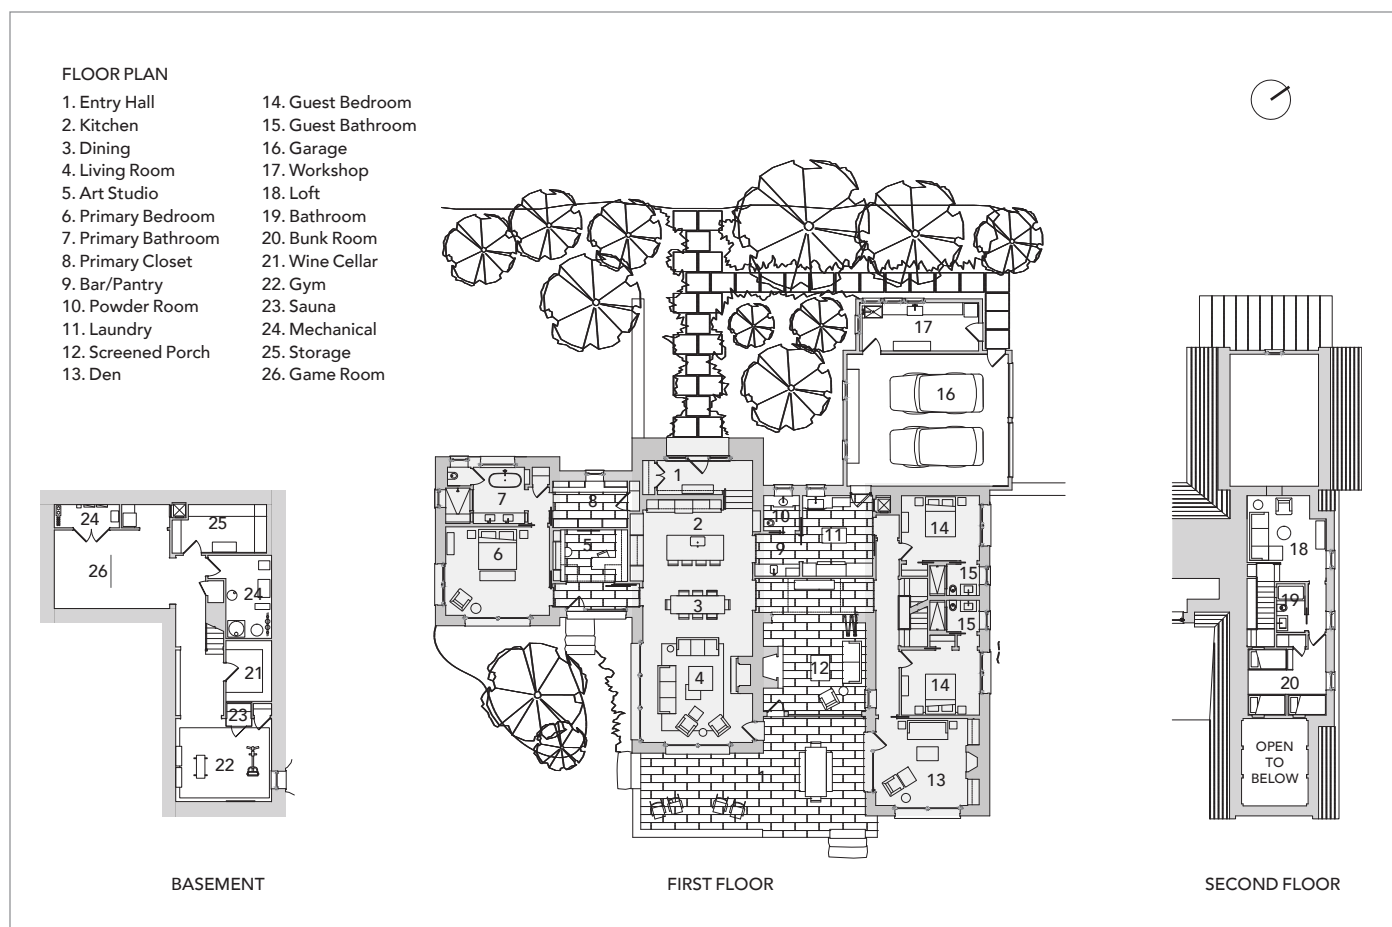 FLOOR PLAN
1. Entry Hall
2. Kitchen
3. Dining
4. Living Room
5. Art Studio
6. Primary Bedroom
7. Primary Bathroom
8. Primary Closet
9. Bar/Pantry
10. Powder Room
11. Laundry
12. Screened Porch
13. Den
14. Guest Bedroom
15. Guest Bathroom
16. Garage
17. Workshop
18. Loft
19. Bathroom
20. Bunk Room
21. Wine Cellar
22. Gym
23. Sauna
24. Mechanical
25. Storage
26. Game Room
24
25
26
24
21
23
22
BASEMENT
17
16
1
7
8
2
10
11
14
6
5
9
15
3
15
4
12
14
1
13
FIRST FLOOR
18
19
20
OPEN
TO
BELOW
SECOND FLOOR